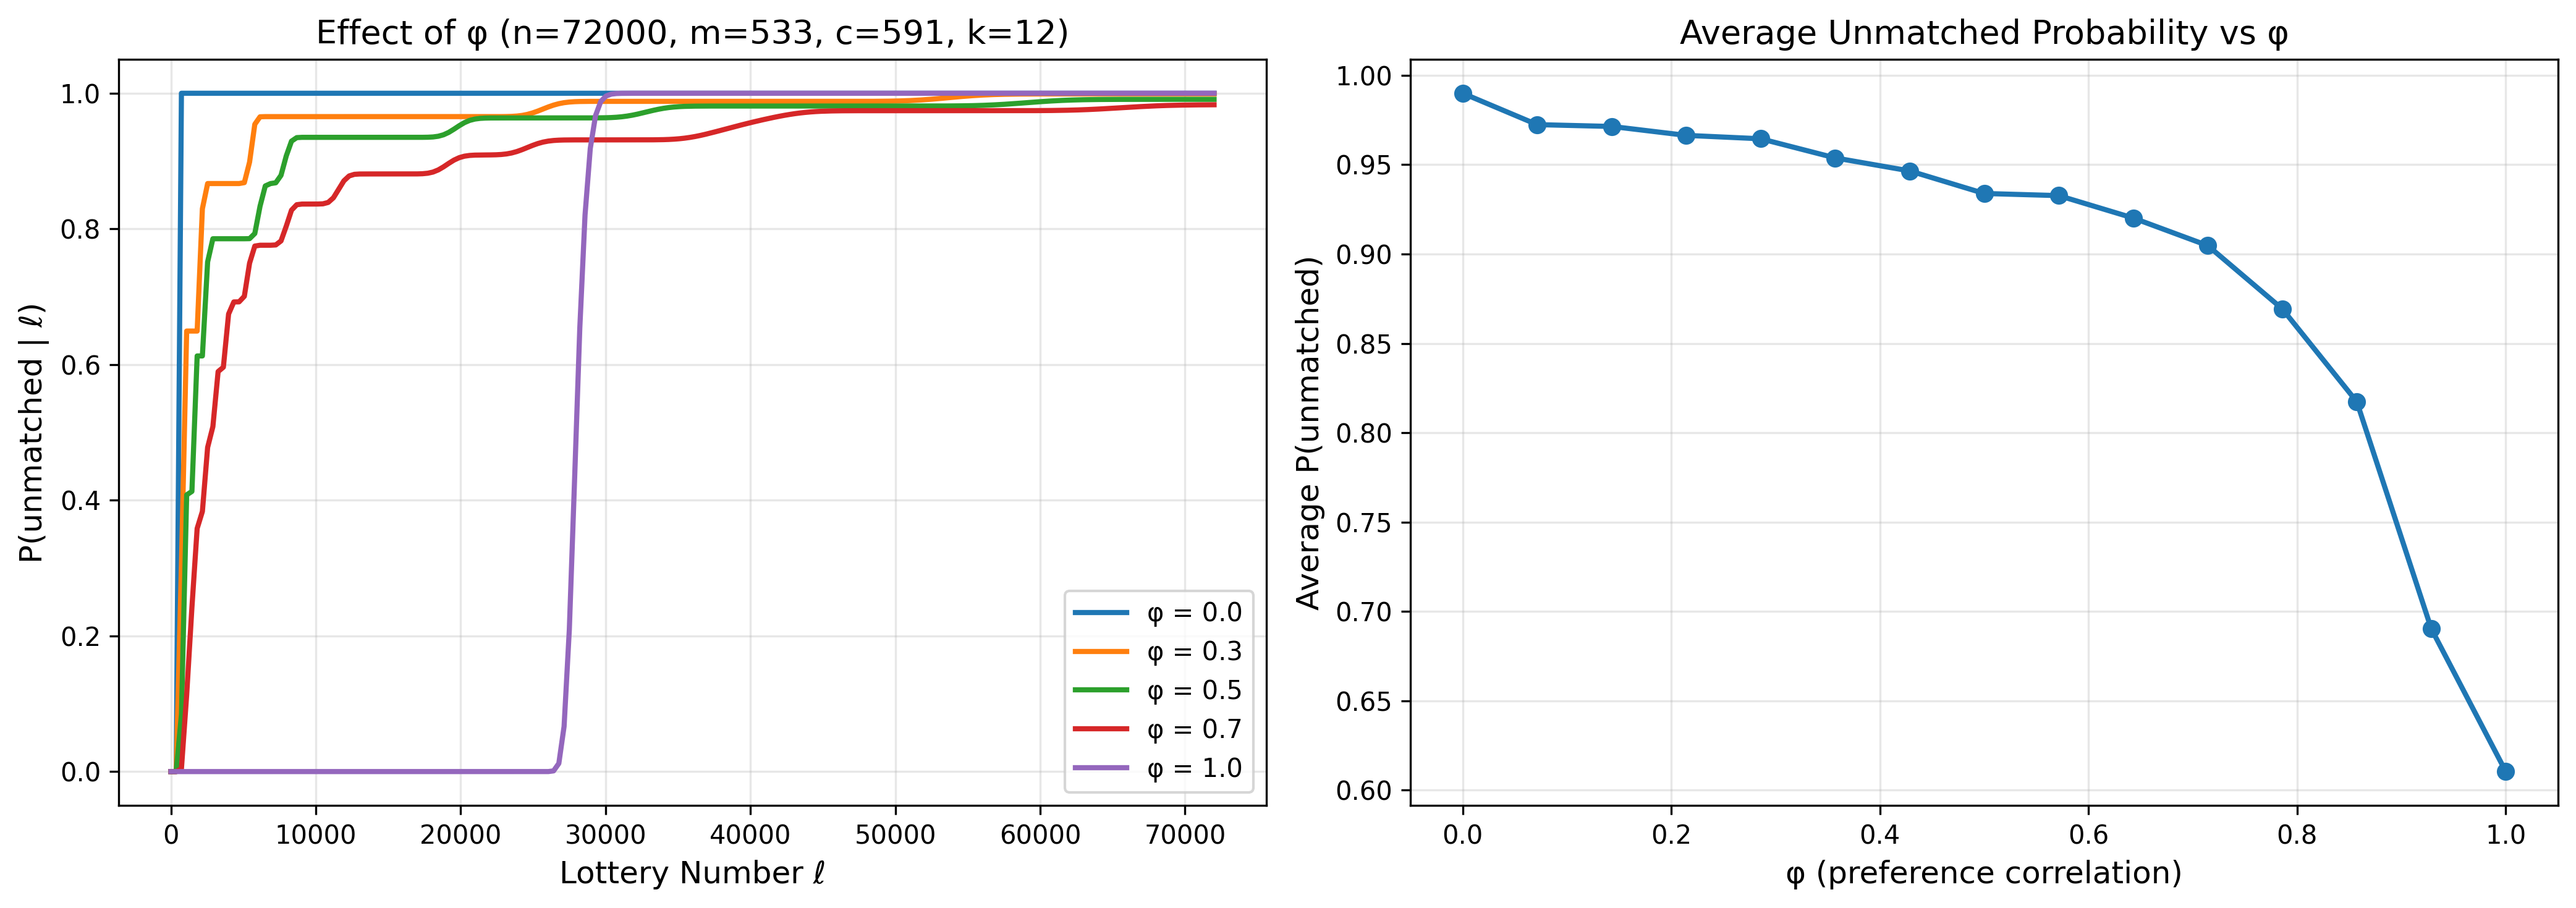 Effect of φ (n=72000, m=533, c=591, k=12)
P(unmatched | ℓ)
1.0
0.8
0.6
0.4
0.2
0.0
φ = 0.0
φ = 0.3
φ = 0.5
φ = 0.7
φ = 1.0
0 10000 20000 30000 40000 50000 60000 70000
Lottery Number ℓ
Average Unmatched Probability vs φ
Average P(unmatched)
1.00
0.95
0.90
0.85
0.80
0.75
0.70
0.65
0.60
0.0 0.2 0.4 0.6 0.8 1.0
φ (preference correlation)